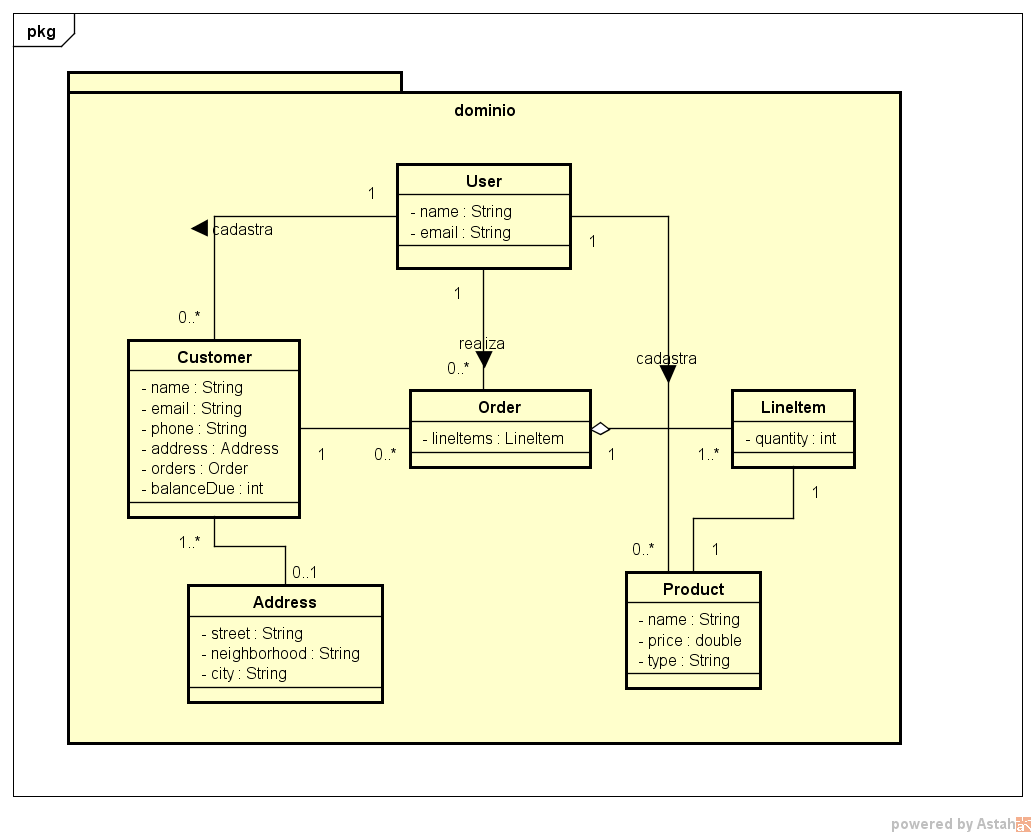 pkg
dominio
User
- name : String
- email : String
1
cadastra
0..*
1
realiza
0..*
1
cadastra
0..*
Customer
- name : String
- email : String
- phone : String
- address : Address
- orders : Order
- balanceDue : int
1
0..*
Order
- lineItems : LineItem
1
1..*
LineItem
- quantity : int
1
1
1..*
0..1
Address
- street : String
- neighborhood : String
- city : String
Product
- name : String
- price : double
- type : String
powered by Astah